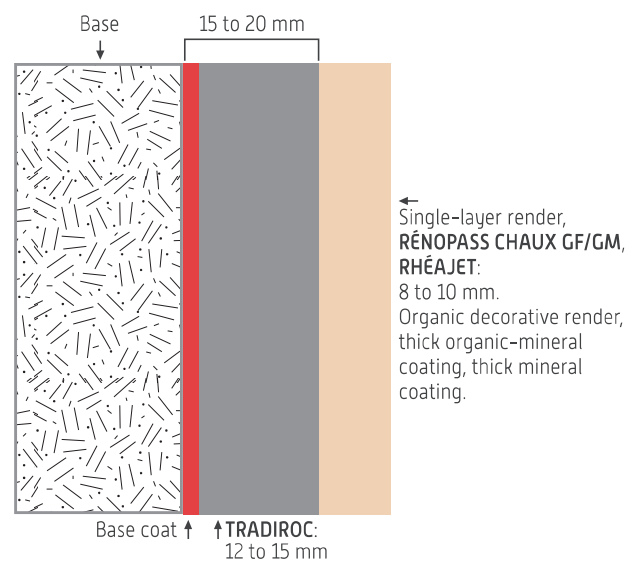 Base
15 to 20 mm
Single-layer render,
RÉNOPASS CHAUX GF/GM,
RHÉAJET:
8 to 10 mm.
Organic decorative render,
thick organic-mineral
coating, thick mineral
coating.
Base coat
TRADIROC:
12 to 15 mm